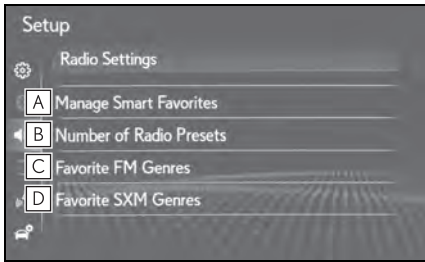 Setup
Radio Settings
A Manage Smart Favorites
B Number of Radio Presets
C Favorite FM Genres
D Favorite SXM Genres